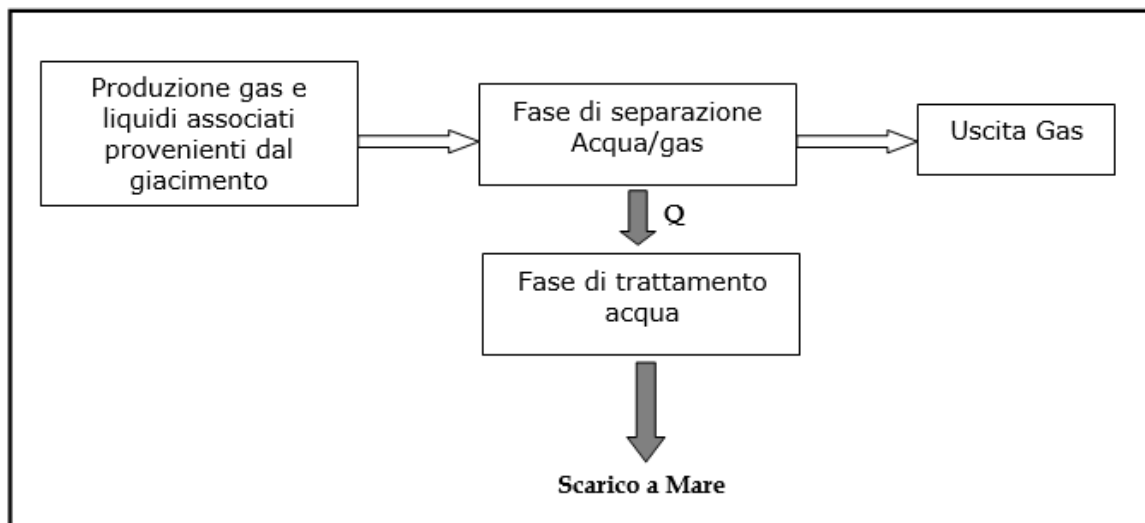 Produzione gas e
liquidi associati
provenienti dal
giacimento
Fase di separazione
Acqua/gas
Uscita Gas
Q
Fase di trattamento
acqua
Scarico a Mare